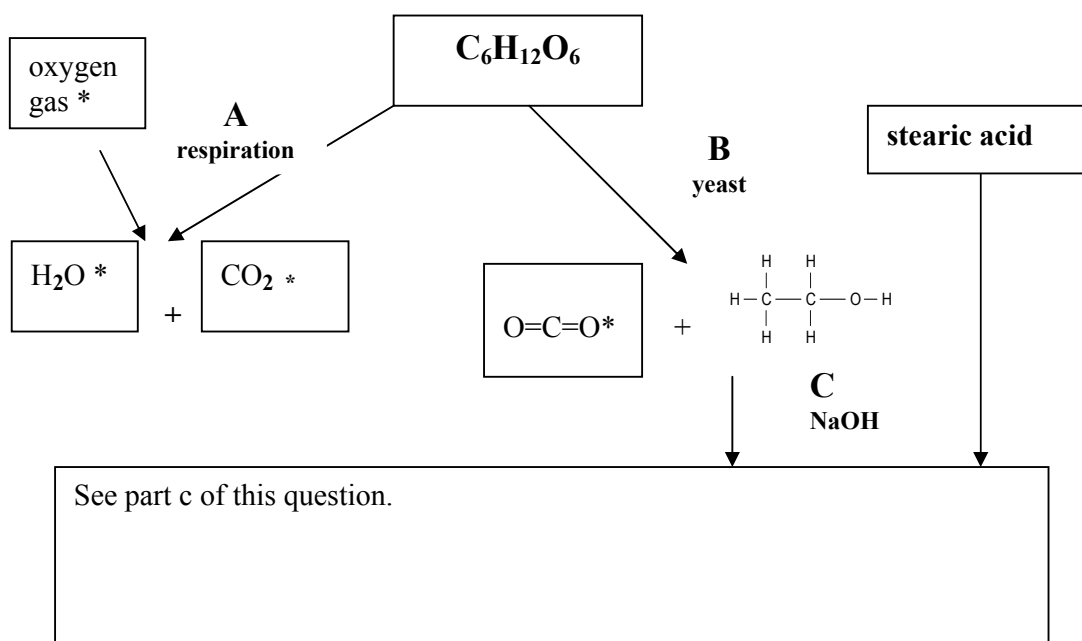 C₆H₁₂O₆
oxygen
gas *
A
respiration
stearic acid
B
yeast
H₂O *
+
CO₂ *
O=C=O*
+
H H
H C C O H
H H
C
NaOH
See part c of this question.